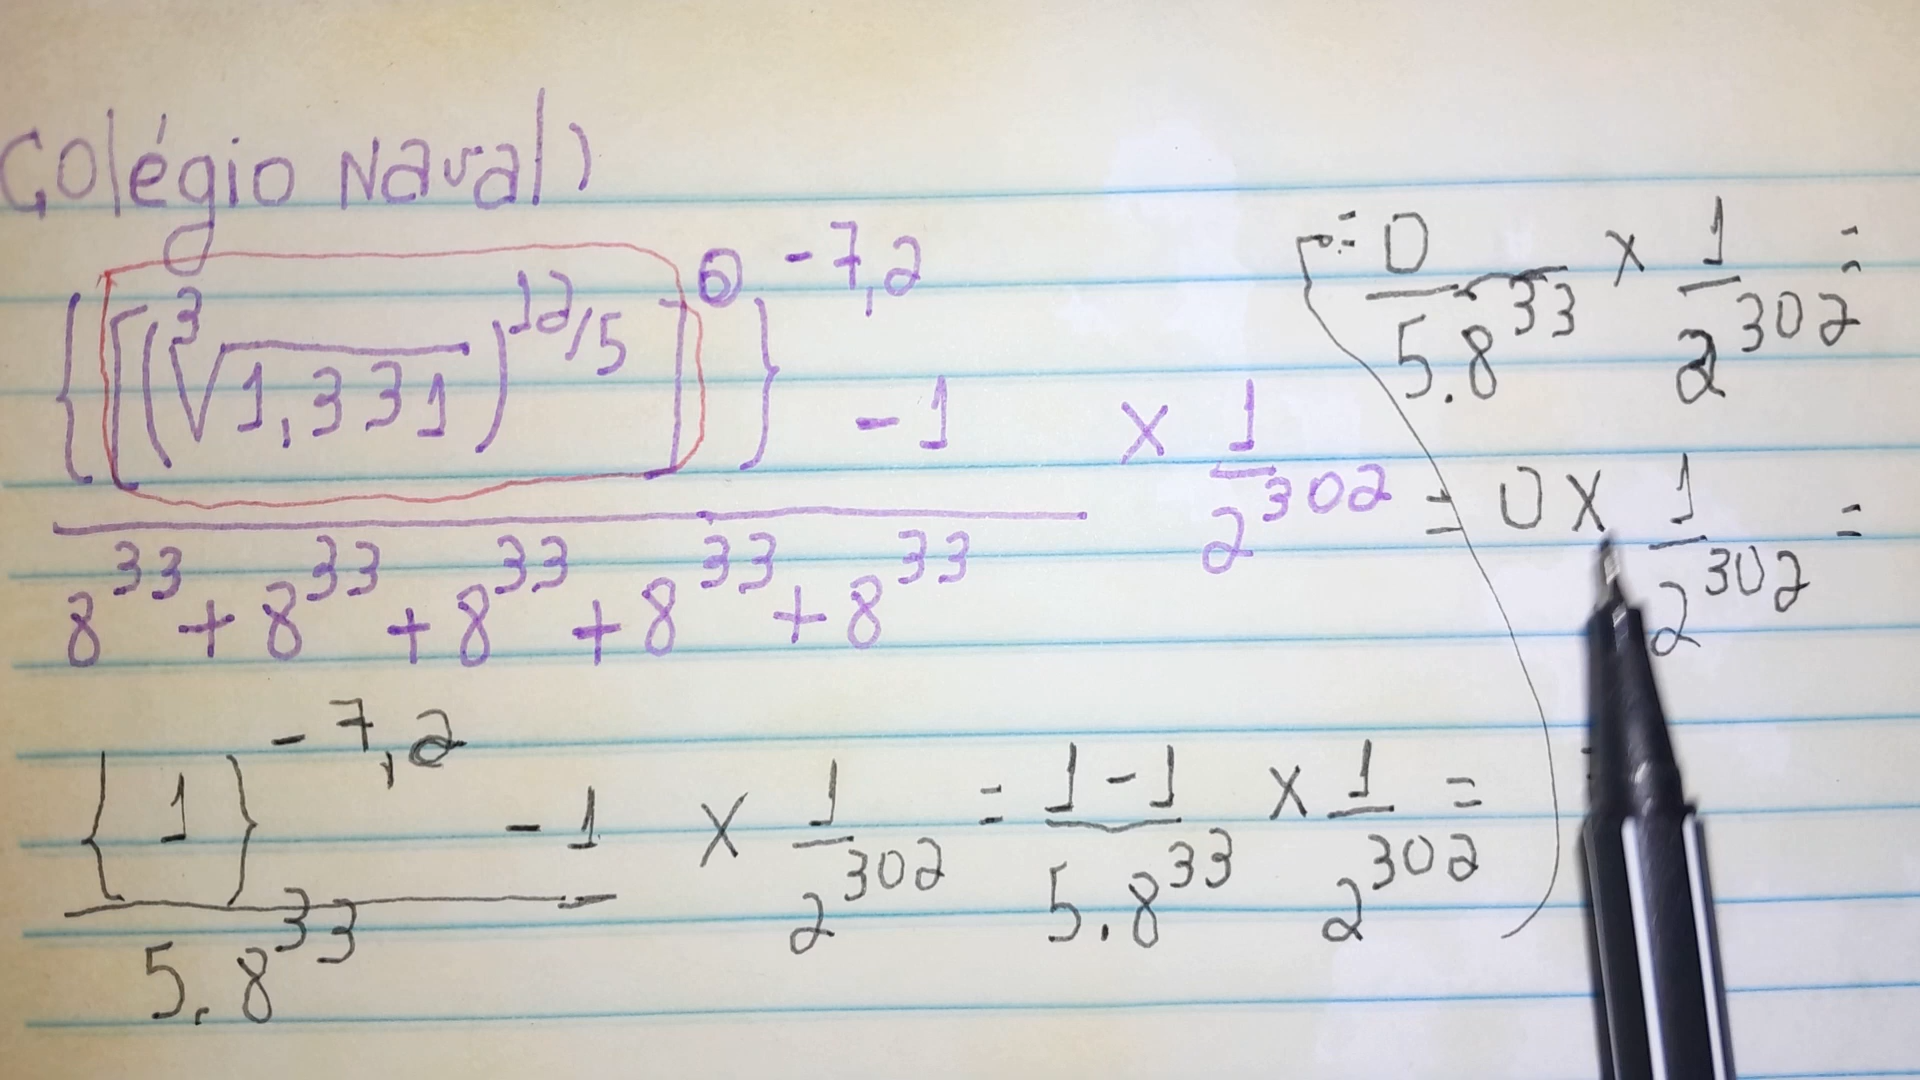 Colégio Naval)
{[(∛1,331)^12/5]^0}^-7,2 - 1 × 1/2^302
8^33 + 8^33 + 8^33 + 8^33 + 8^33
{1}^-7,2 - 1 × 1/2^302 = 1-1/5.8^33 × 1/2^302 =
5.8^33
= 0/5.8^33 × 1/2^302 =
= 0 × 1/2^302 =